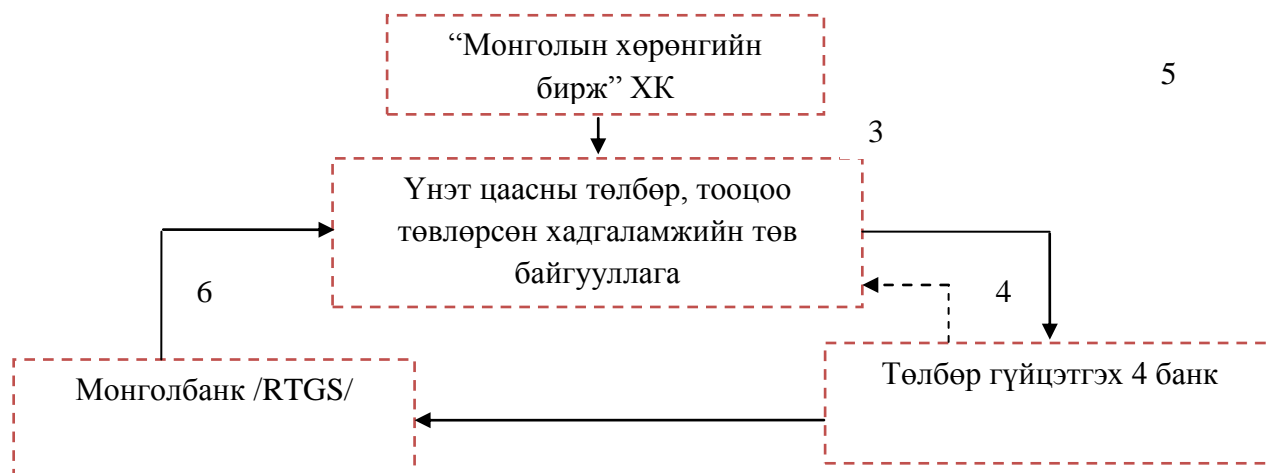 “Монголын хөрөнгийн
бирж” ХК
5
3
Үнэт цаасны төлбөр, тооцоо
төвлөрсөн хадгаламжийн төв
байгууллага
6
4
Монголбанк /RTGS/
Төлбөр гүйцэтгэх 4 банк